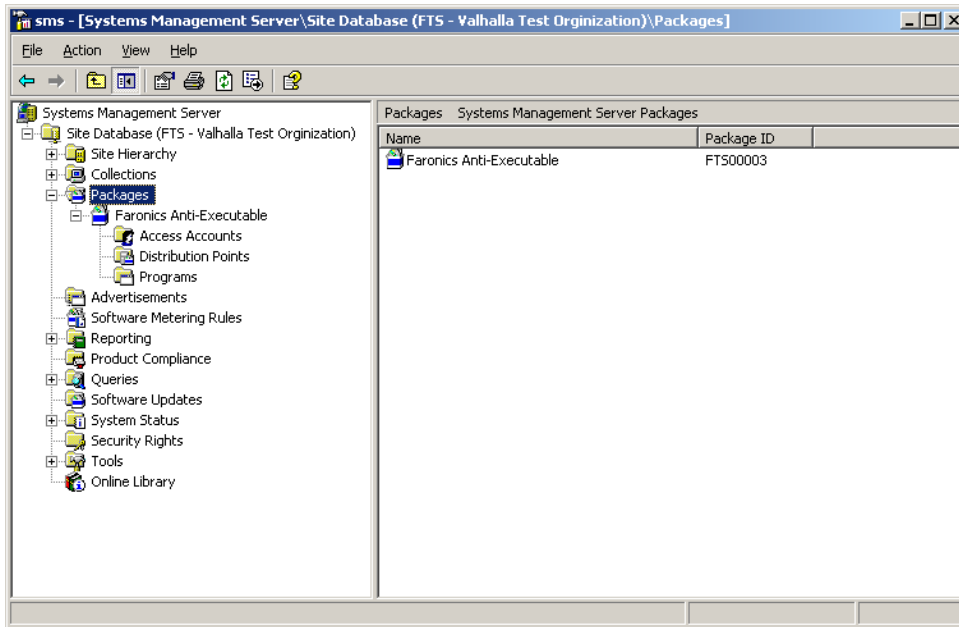 sms - [Systems Management Server\Site Database (FTS - Valhalla Test Orginization)\Packages]
File Action View Help
Systems Management Server
Site Database (FTS - Valhalla Test Orginization)
Site Hierarchy
Collections
Packages
Faronics Anti-Executable
Access Accounts
Distribution Points
Programs
Advertisements
Software Metering Rules
Reporting
Product Compliance
Queries
Software Updates
System Status
Security Rights
Tools
Online Library
Packages Systems Management Server Packages
Name Package ID
Faronics Anti-Executable FTS00003